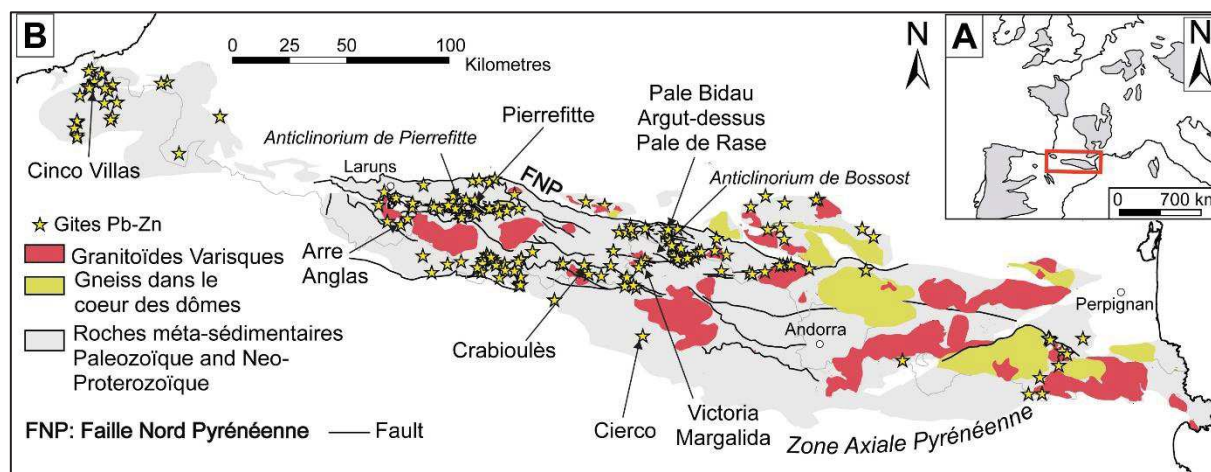 B
0 25 50 100
Kilometres
N
A
N
0 700 km
Pale Bidau
Argut-dessus
Pale de Rase
Pierrefitte
Anticlinorium de Pierrefitte
Laruns
FNP
Anticlinorium de Bossost
Cinco Villas
Gites Pb-Zn
Granitoïdes Varisques
Gneiss dans le
coeur des dômes
Roches méta-sédimentaires
Paleozoïque and Neo-
Proterozoïque
Arre
Anglas
Crabioulès
Perpignan
Andorra
Cierco
Victoria
Margalida
Zone Axiale Pyrénéenne
FNP: Faille Nord Pyrénéenne
Fault